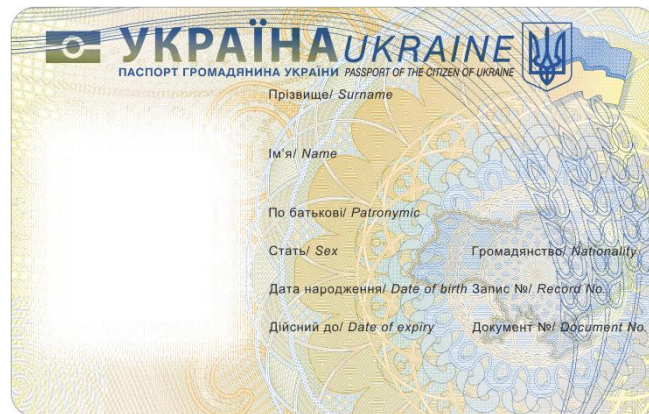 УКРАЇНА UKRAINE
ПАСПОРТ ГРОМАДЯНИНА УКРАЇНИ PASSPORT OF THE CITIZEN OF UKRAINE
Прізвище/ Surname
Ім'я/ Name
По батькові/ Patronymic
Стать/ Sex Громадянство/ Nationality
Дата народження/ Date of birth Запис №/ Record No.
Дійсний до/ Date of expiry Документ №/ Document No.